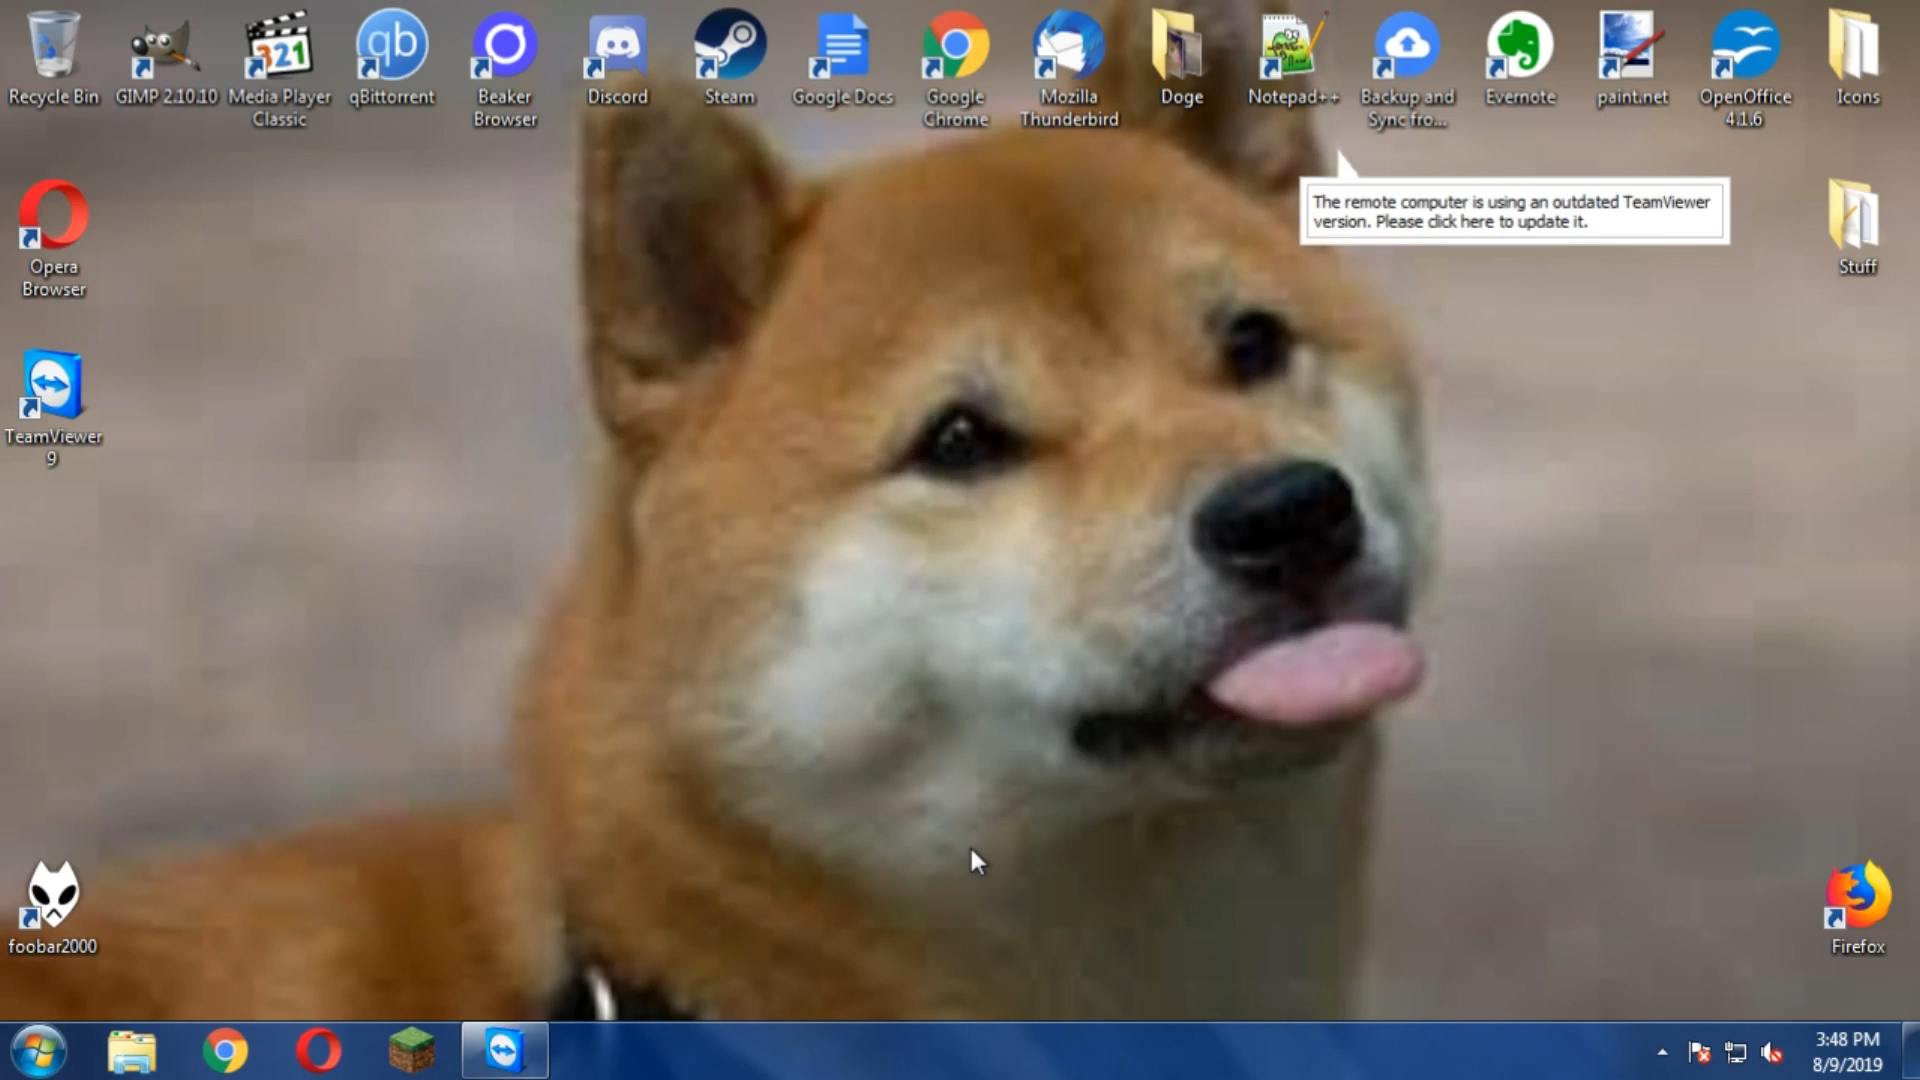 Recycle Bin
GIMP 2.10.10
Media Player
Classic
321
qBittorrent
qb
Beaker
Browser
Discord
Steam
Google Docs
Google
Chrome
Mozilla
Thunderbird
Doge
Notepad++
Backup and
Sync fro...
Evernote
paint.net
OpenOffice
4.1.6
Icons
The remote computer is using an outdated TeamViewer
version. Please click here to update it.
Opera
Browser
Stuff
TeamViewer
9
foobar2000
Firefox
3:48 PM
8/9/2019